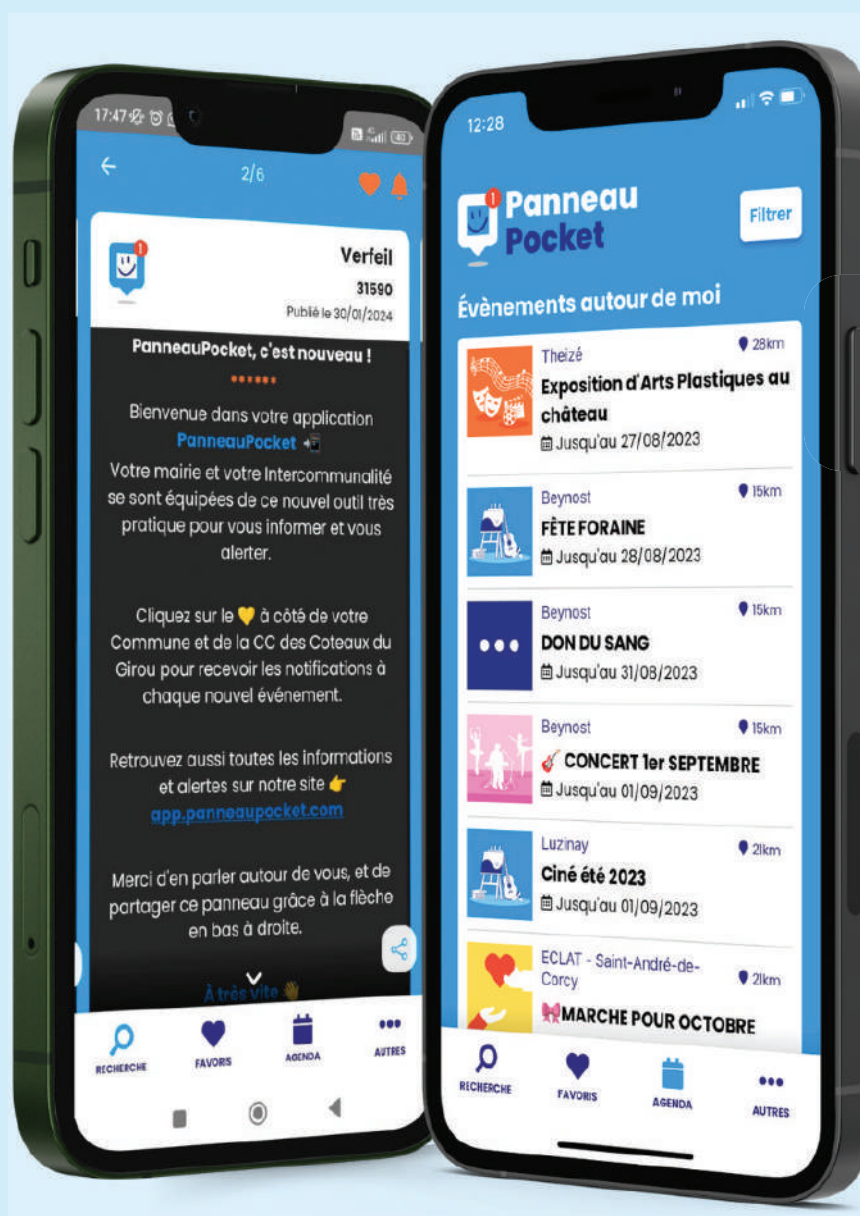 17:47
2/6
Verfeil
31590
Publié le 30/01/2024
PanneauPocket, c'est nouveau !
******
Bienvenue dans votre application
PanneauPocket 📲
Votre mairie et votre Intercommunalité
se sont équipées de ce nouvel outil très
pratique pour vous informer et vous
alerter.
Cliquez sur le 💛 à côté de votre
Commune et de la CC des Coteaux du
Girou pour recevoir les notifications à
chaque nouvel événement.
Retrouvez aussi toutes les informations
et alertes sur notre site 👉
app.panneaupocket.com
Merci d'en parler autour de vous, et de
partager ce panneau grâce à la flèche
en bas à droite.
À très vite 👋
RECHERCHE
FAVORIS
AGENDA
AUTRES
12:28
1
Panneau
Pocket
Filtrer
Évènements autour de moi
Theizé
28km
Exposition d'Arts Plastiques au
château
Jusqu'au 27/08/2023
Beynost
15km
FÊTE FORAINE
Jusqu'au 28/08/2023
Beynost
15km
DON DU SANG
Jusqu'au 31/08/2023
Beynost
15km
🎸 CONCERT 1er SEPTEMBRE
Jusqu'au 01/09/2023
Luzinay
21km
Ciné été 2023
Jusqu'au 01/09/2023
ECLAT - Saint-André-de-
Corcy
21km
🎀MARCHE POUR OCTOBRE
RECHERCHE
FAVORIS
AGENDA
AUTRES